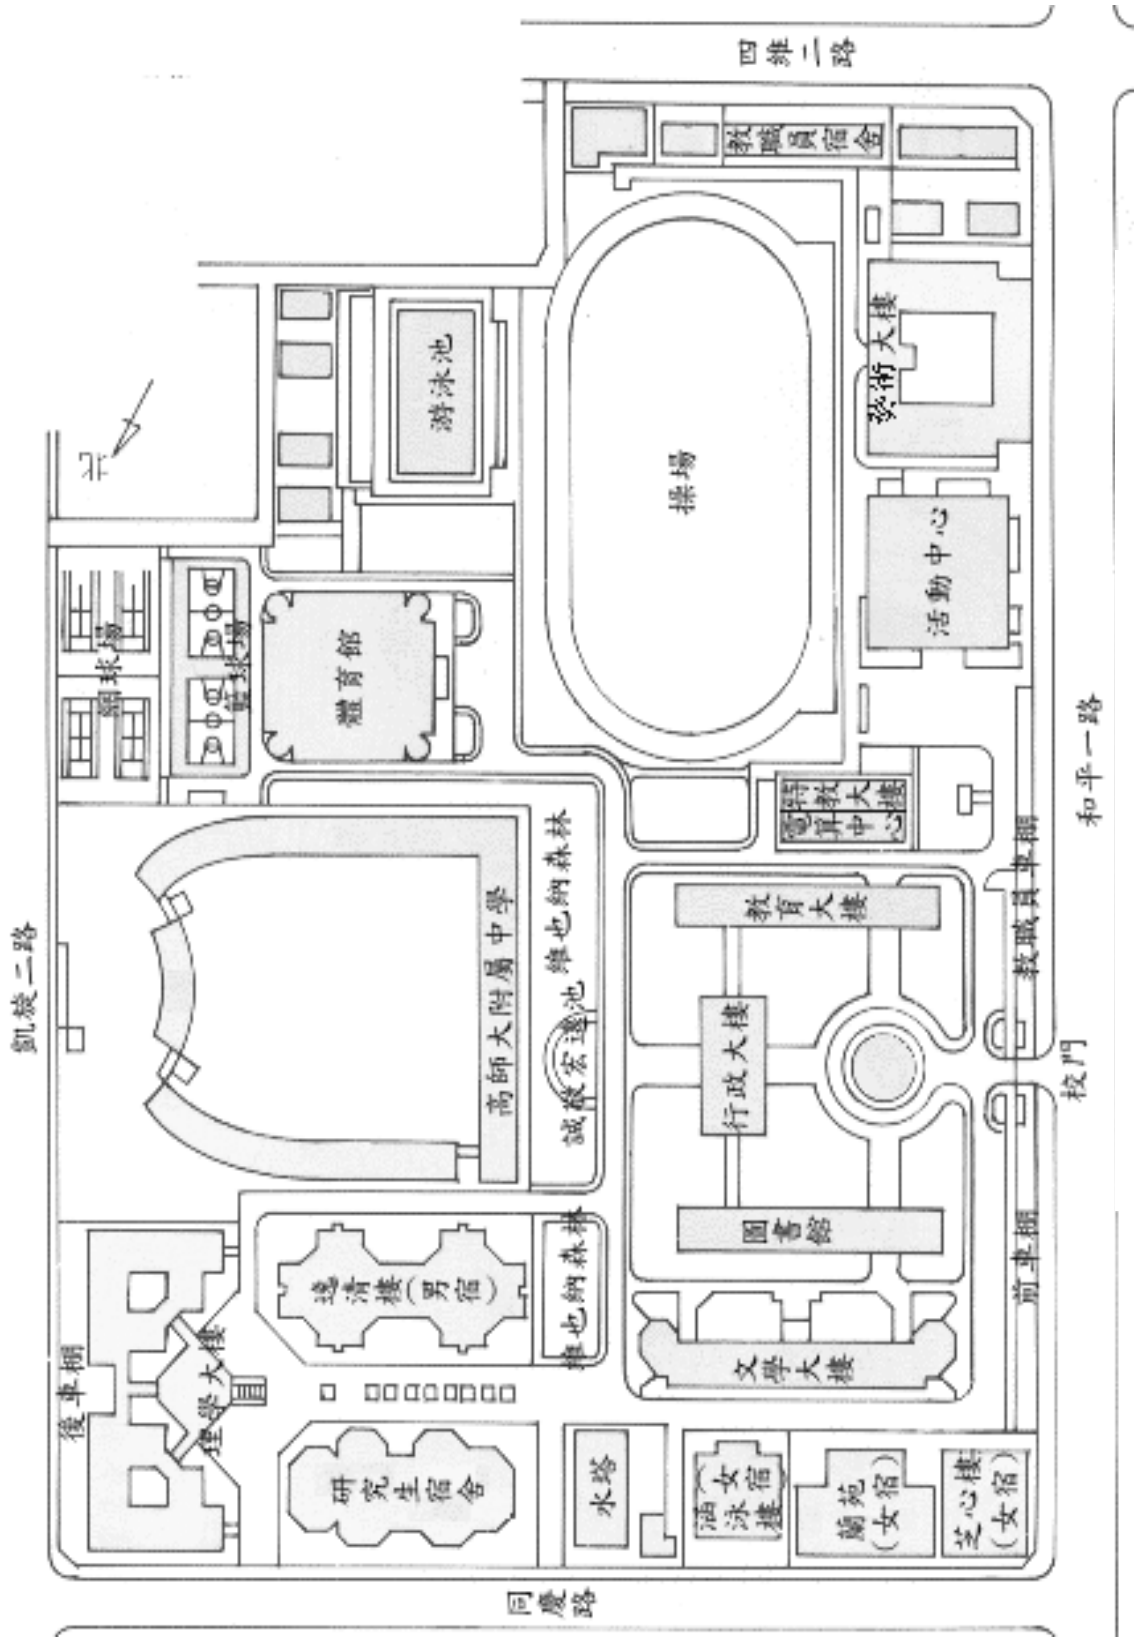 四維二路
教職員宿舍
藝術大樓
游泳池
操場
北
活動中心
網球場
籃球場
體育館
和平一路
特教大樓
電算中心
維也納森林
教育大樓
教職員車棚
凱旋二路
高師大附屬中學
誠敬宏遠池
行政大樓
校門
圖書館
前車棚
逸清樓(男宿)
維也納森林
文學大樓
後車棚
理學大樓
研究生宿舍
水塔
涵泳樓
(女宿)
蘭苑
(女宿)
芝心樓
(女宿)
同慶路